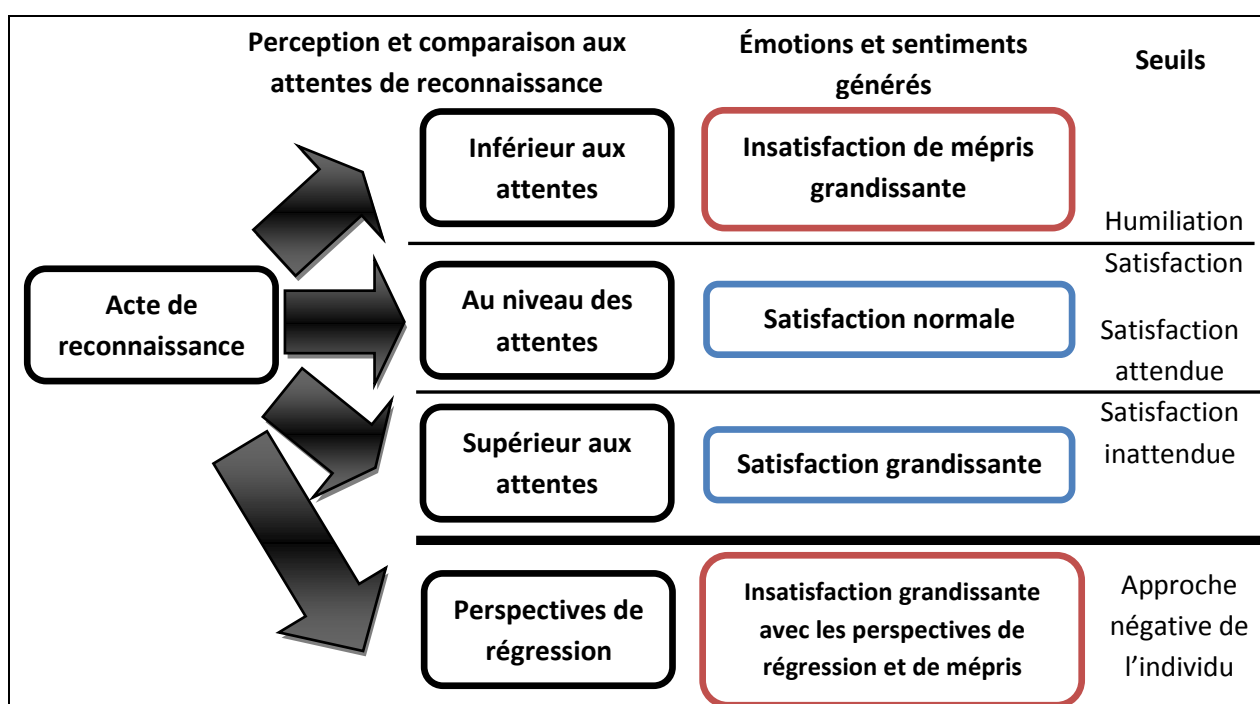 Perception et comparaison aux
attentes de reconnaissance
Émotions et sentiments
générés
Seuils
Inférieur aux
attentes
Insatisfaction de mépris
grandissante
Humiliation
Satisfaction
Acte de
reconnaissance
Au niveau des
attentes
Satisfaction normale
Satisfaction
attendue
Supérieur aux
attentes
Satisfaction grandissante
Satisfaction
inattendue
Perspectives de
régression
Insatisfaction grandissante
avec les perspectives de
régression et de mépris
Approche
négative de
l’individu